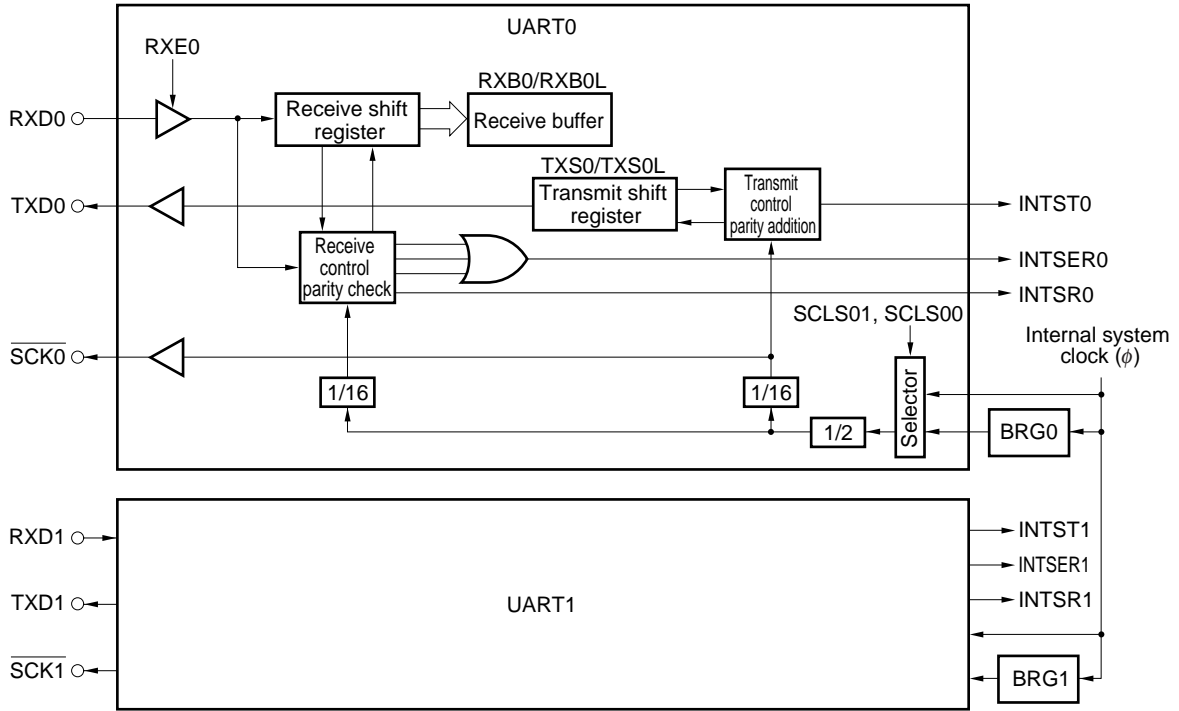 UART0
RXE0
RXB0/RXB0L
RXD0
Receive shift
register
Receive buffer
TXS0/TXS0L
TXD0
Transmit shift
register
Transmit
control
parity addition
INTST0
Receive
control
parity check
INTSER0
INTSR0
SCLS01, SCLS00
Internal system
clock (ϕ)
SCK0
1/16
1/16
Selector
1/2
BRG0
RXD1
INTST1
INTSER1
TXD1
UART1
INTSR1
SCK1
BRG1